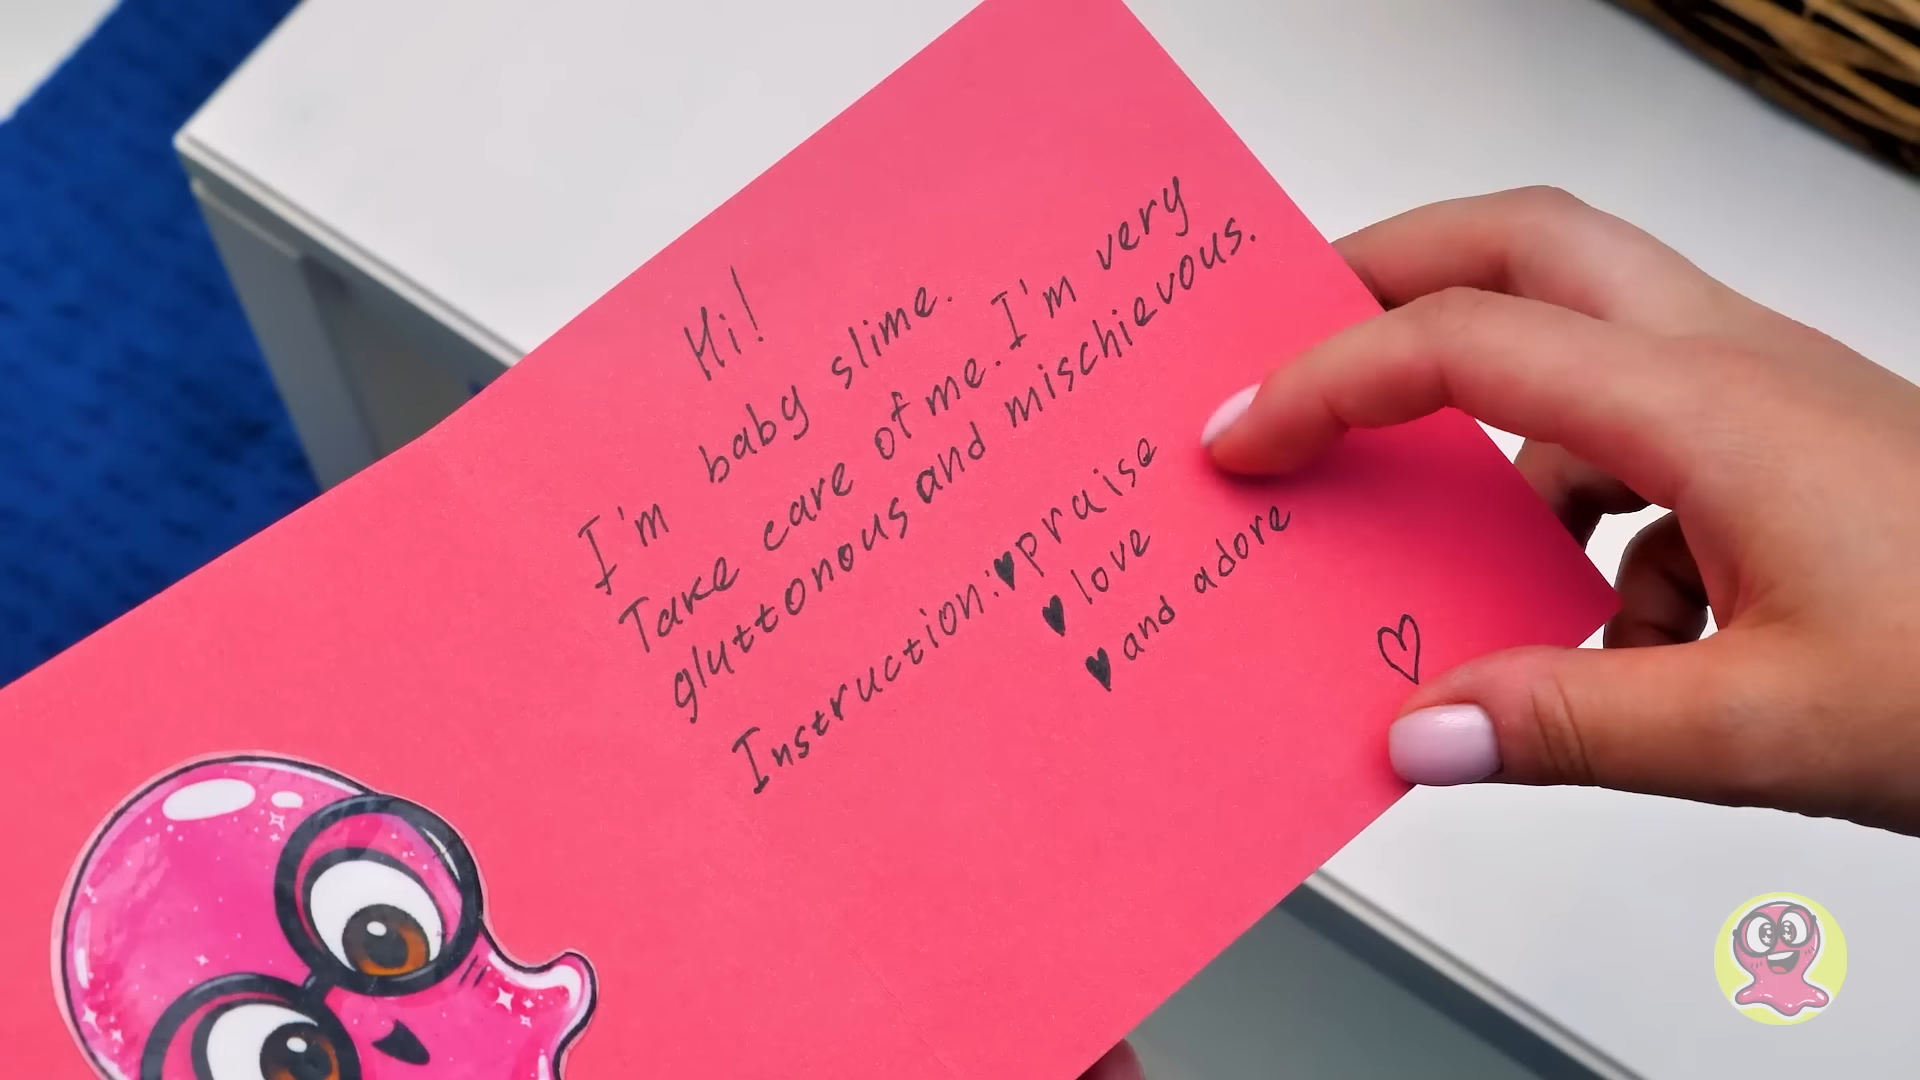 Hi!
I'm baby slime.
Take care of me. I'm very
gluttonous and mischievous.
Instruction: ♥ praise
♥ love
♥ and adore
♡